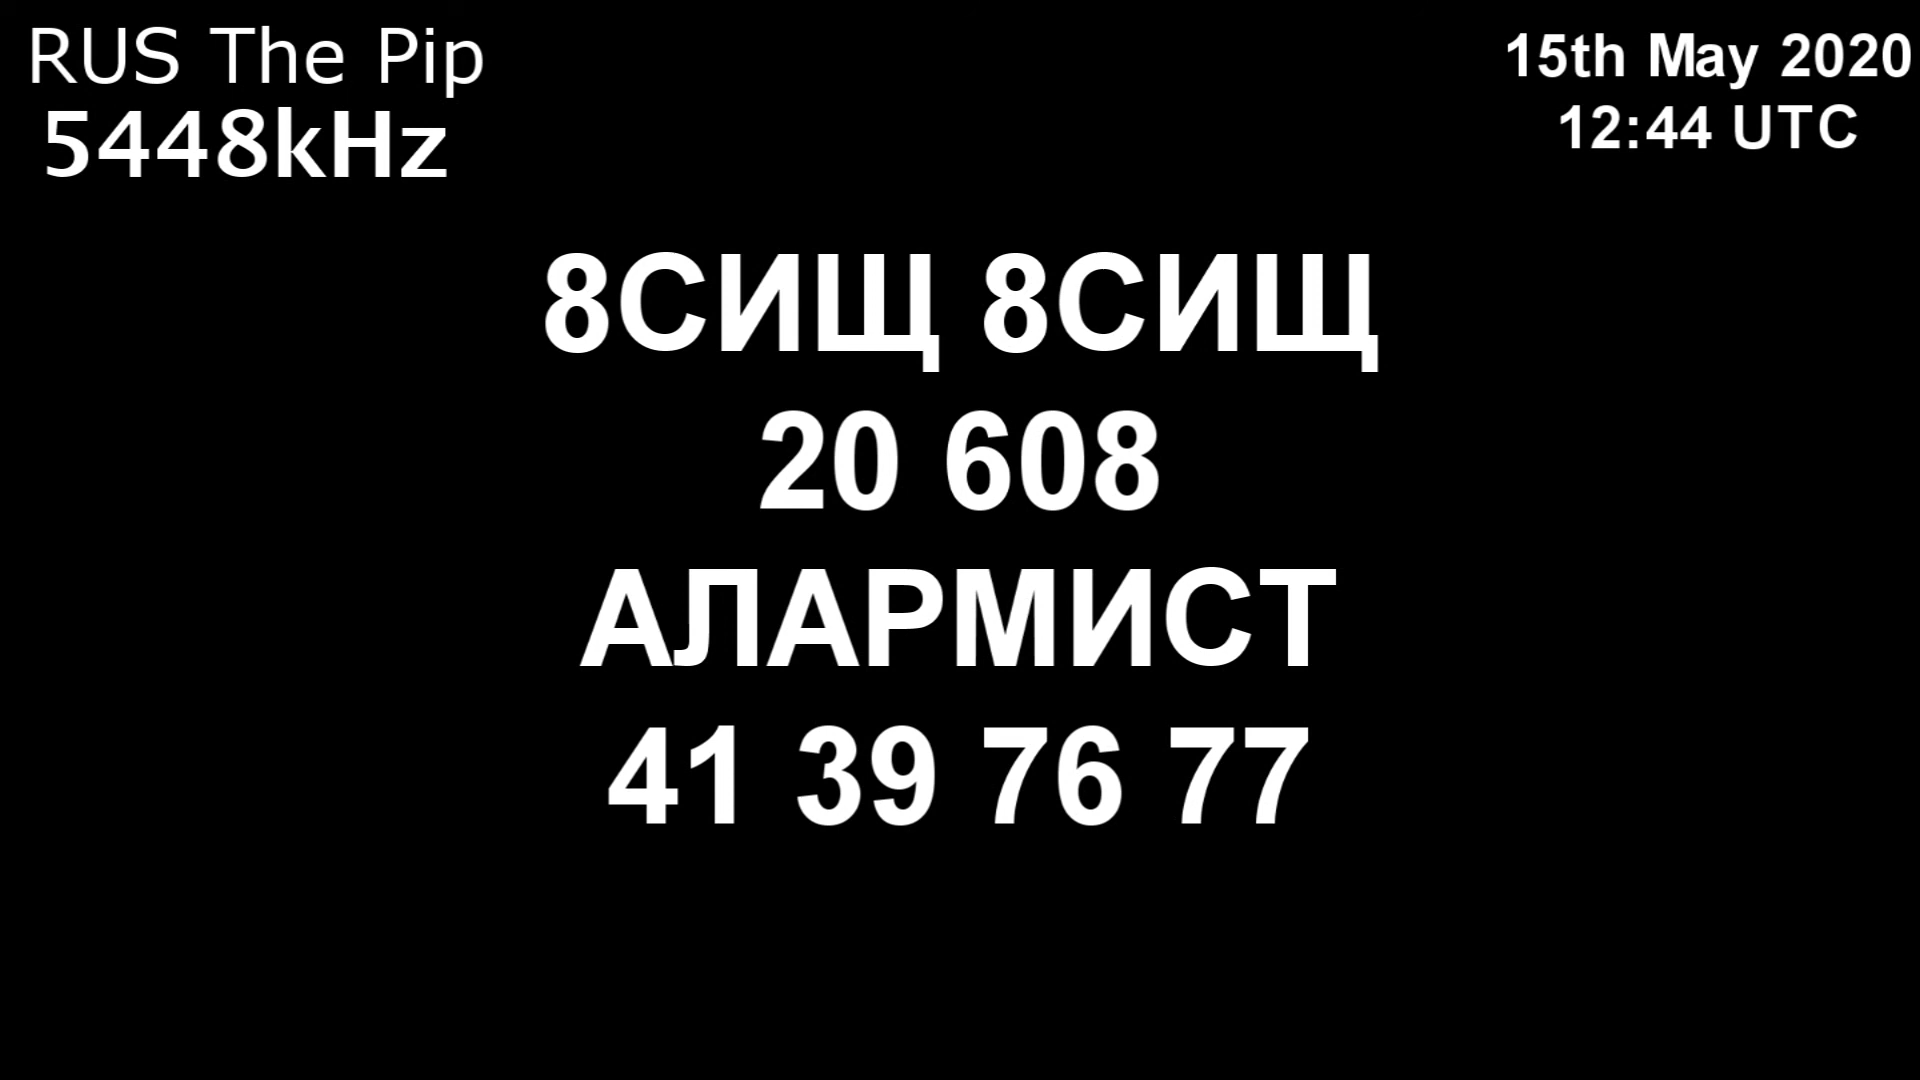 RUS The Pip
5448kHz
15th May 2020
12:44 UTC
8СИЩ 8СИЩ
20 608
АЛАРМИСТ
41 39 76 77